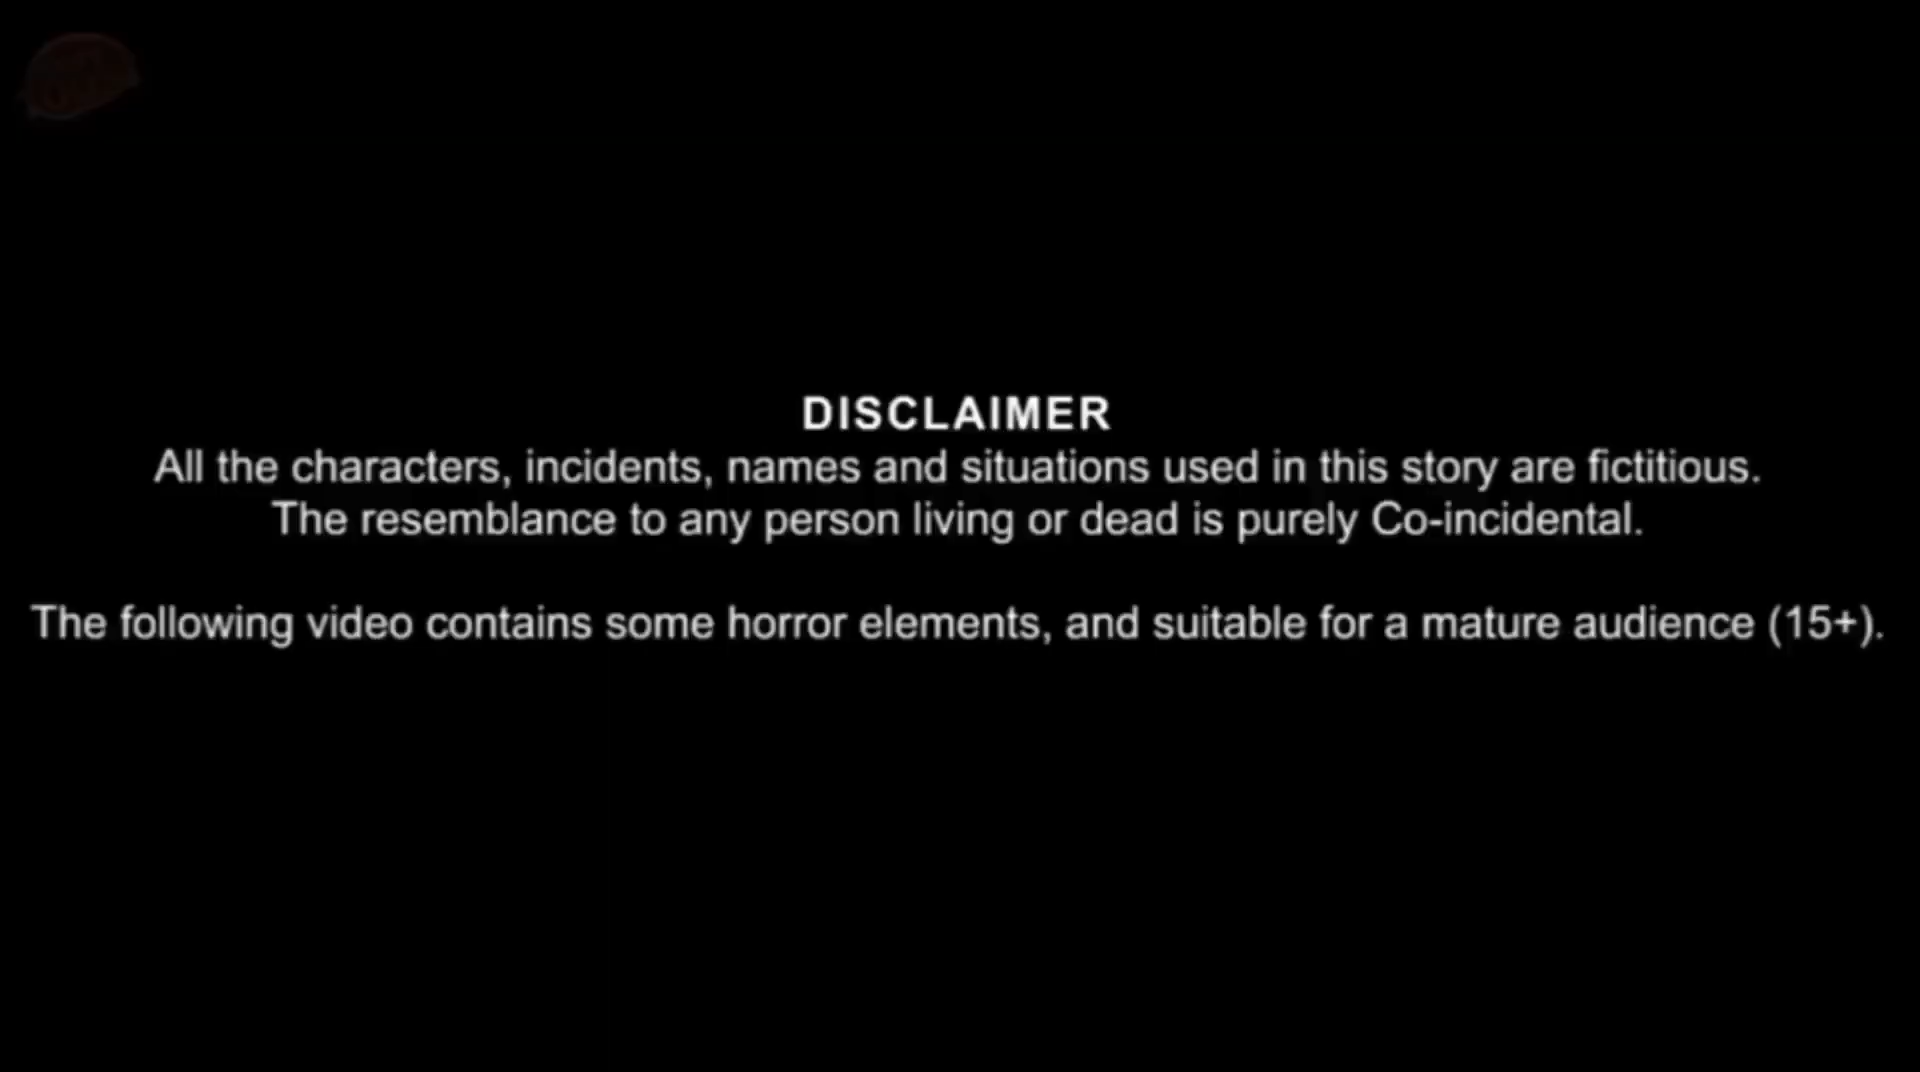 DISCLAIMER
All the characters, incidents, names and situations used in this story are fictitious.
The resemblance to any person living or dead is purely Co-incidental.
The following video contains some horror elements, and suitable for a mature audience (15+).